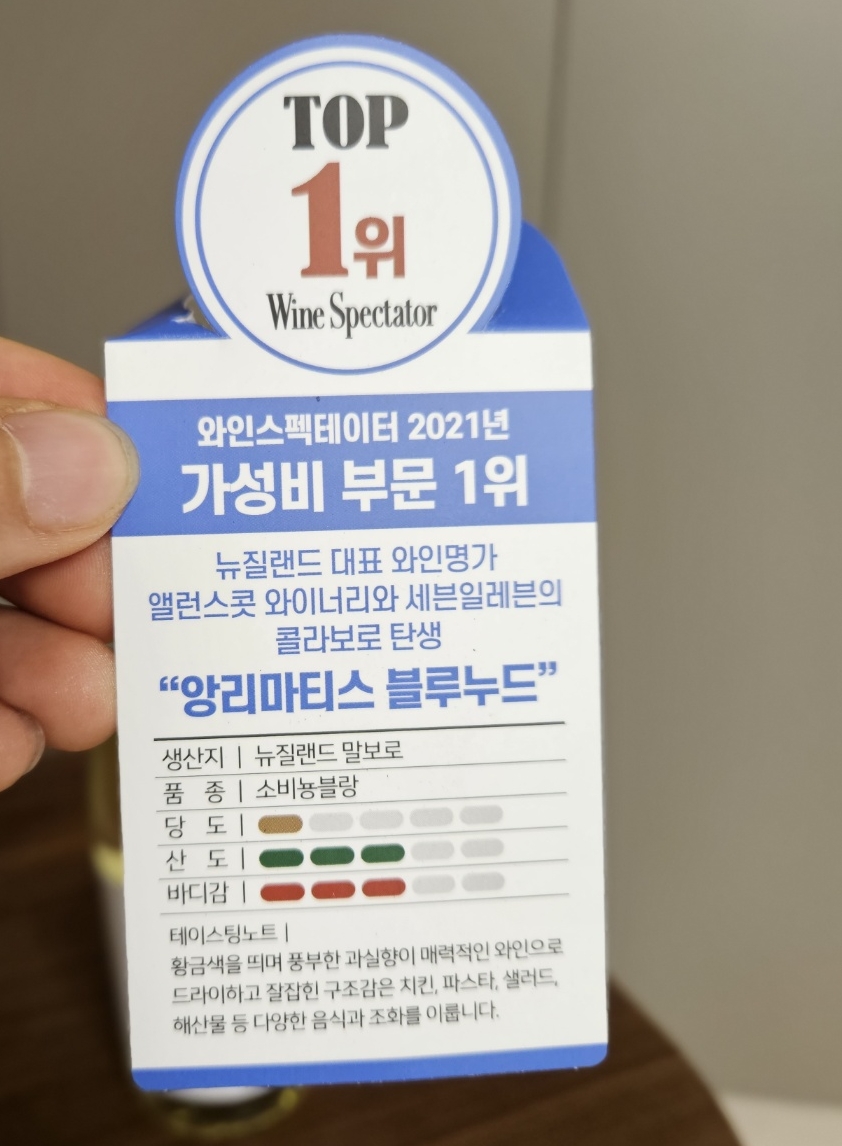 TOP
1위
Wine Spectator
와인스펙테이터 2021년
가성비 부문 1위
뉴질랜드 대표 와인명가
앨런스콧 와이너리와 세븐일레븐의
콜라보로 탄생
“앙리마티스 블루누드”
생산지 | 뉴질랜드 말보로
품 종 | 소비뇽블랑
당 도 |
산 도 |
바디감 |
테이스팅노트 |
황금색을 띄며 풍부한 과실향이 매력적인 와인으로
드라이하고 잘잡힌 구조감은 치킨, 파스타, 샐러드,
해산물 등 다양한 음식과 조화를 이룹니다.